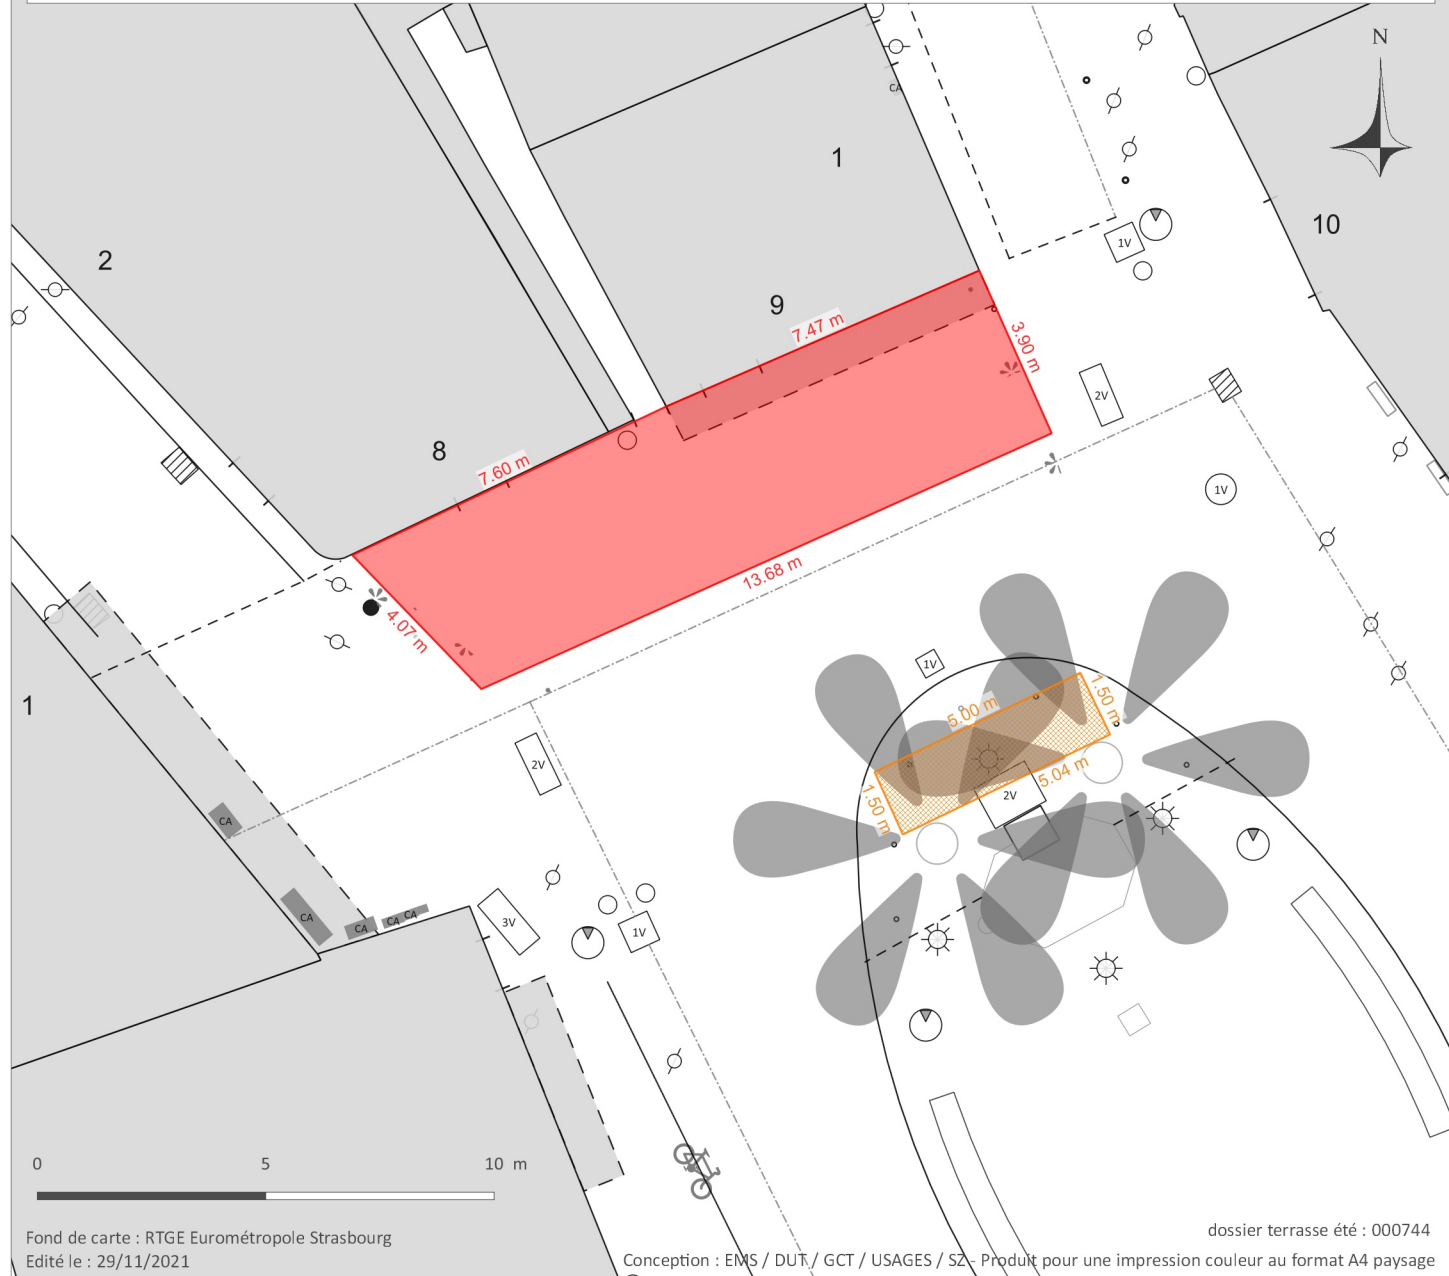 N
CA
1
10
1V
2
9
7.47 m
3.90 m
2V
8
7.60 m
1V
13.68 m
4.07 m
1V
1
5.00 m
1.50 m
2V
5.04 m
2V
1.50 m
CA
CA
CA
CA
CA
3V
1V
0 5 10 m
Fond de carte : RTGE Eurométropole Strasbourg
Edité le : 29/11/2021
dossier terrasse été : 000744
Conception : EMS / DUT / GCT / USAGES / SZ - Produit pour une impression couleur au format A4 paysage